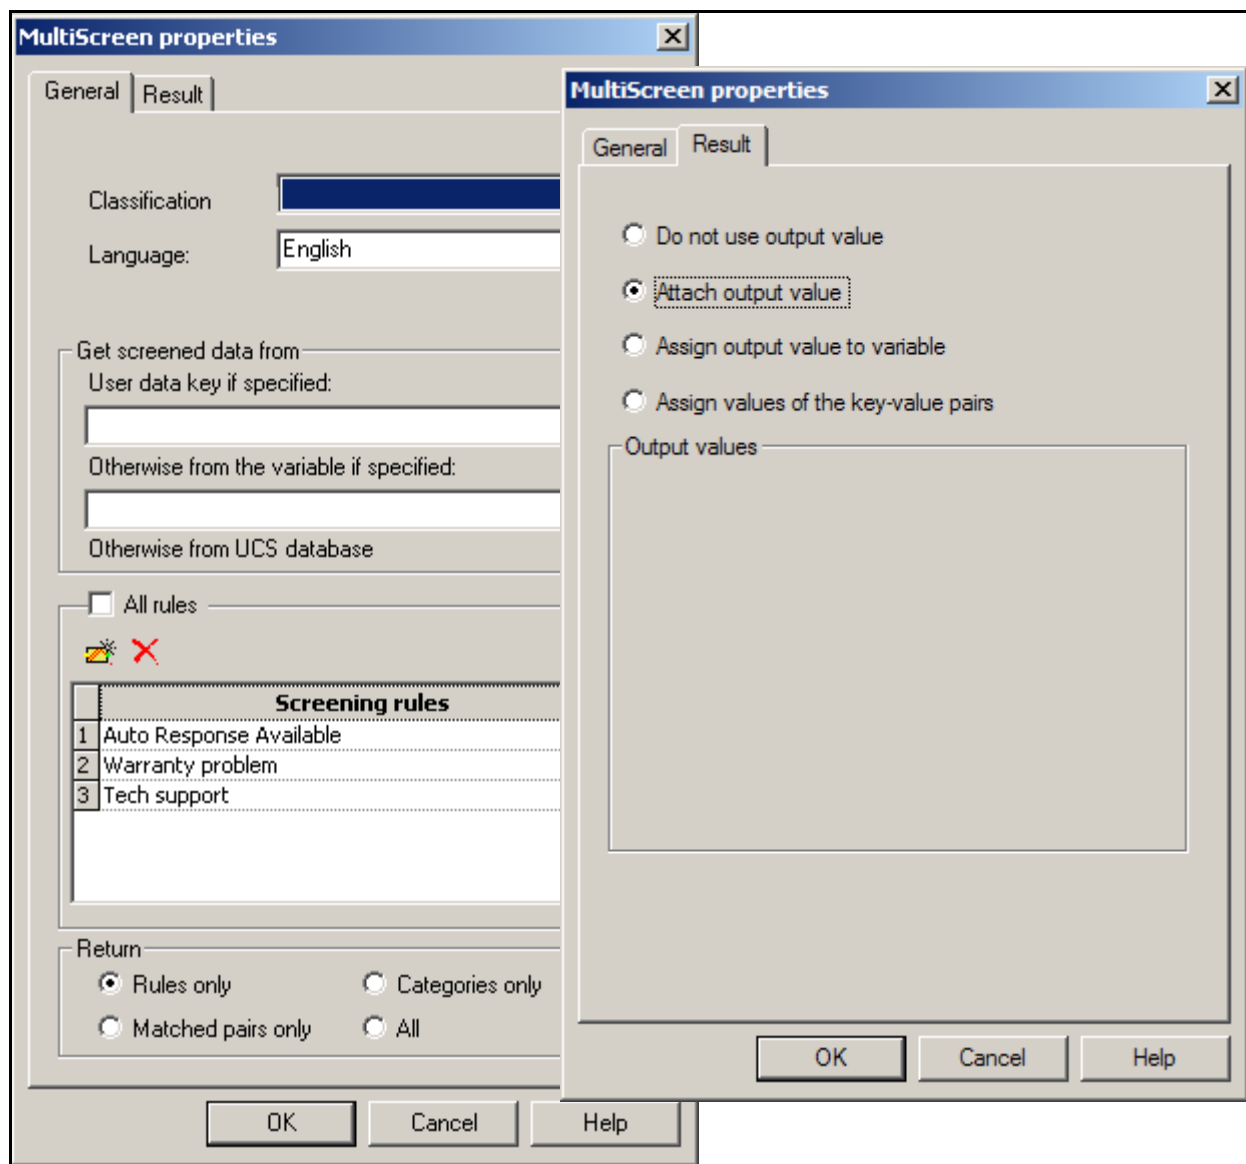 MultiScreen properties
General Result
Classification
Language: English
Get screened data from
User data key if specified:
Otherwise from the variable if specified:
Otherwise from UCS database
All rules
Screening rules
1 Auto Response Available
2 Warranty problem
3 Tech support
Return
Rules only Categories only
Matched pairs only All
OK Cancel Help
MultiScreen properties
General Result
Do not use output value
Attach output value
Assign output value to variable
Assign values of the key-value pairs
Output values
OK Cancel Help